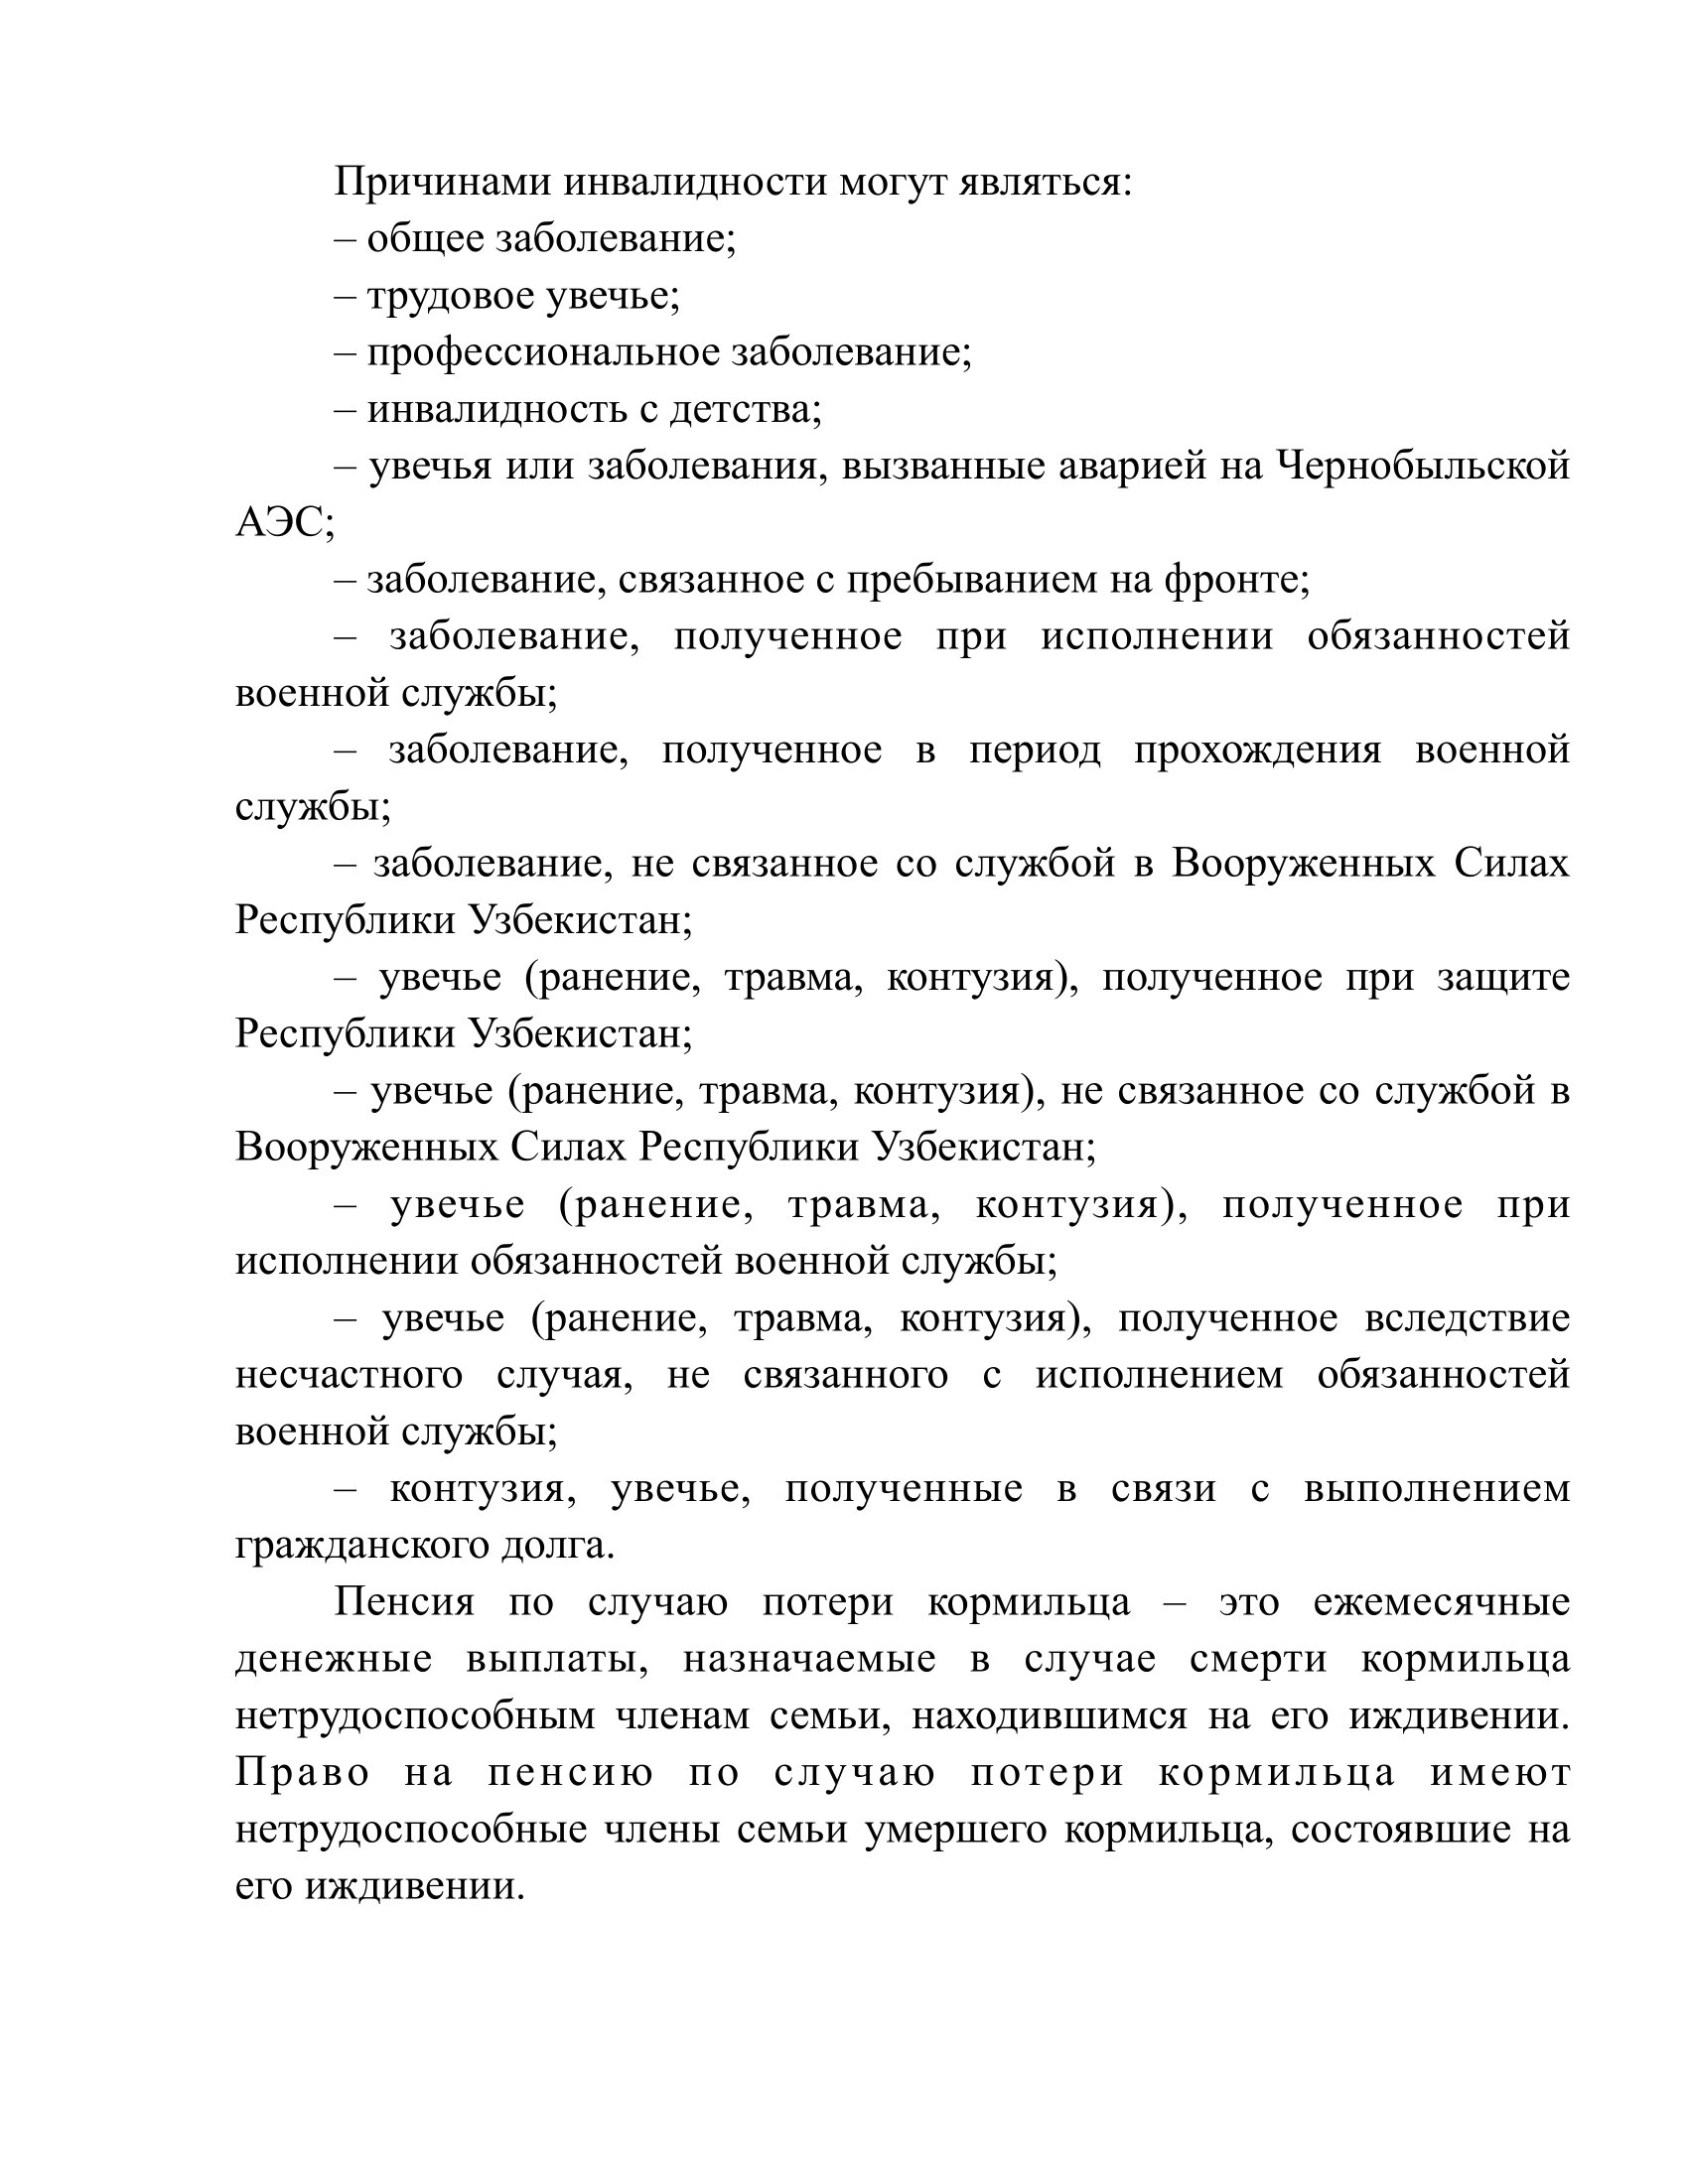 Причинами инвалидности могут являться:
– общее заболевание;
– трудовое увечье;
– профессиональное заболевание;
– инвалидность с детства;
– увечья или заболевания, вызванные аварией на Чернобыльской
АЭС;
– заболевание, связанное с пребыванием на фронте;
– заболевание, полученное при исполнении обязанностей
военной службы;
– заболевание, полученное в период прохождения военной
службы;
– заболевание, не связанное со службой в Вооруженных Силах
Республики Узбекистан;
– увечье (ранение, травма, контузия), полученное при защите
Республики Узбекистан;
– увечье (ранение, травма, контузия), не связанное со службой в
Вооруженных Силах Республики Узбекистан;
– увечье (ранение, травма, контузия), полученное при
исполнении обязанностей военной службы;
– увечье (ранение, травма, контузия), полученное вследствие
несчастного случая, не связанного с исполнением обязанностей
военной службы;
– контузия, увечье, полученные в связи с выполнением
гражданского долга.
Пенсия по случаю потери кормильца – это ежемесячные
денежные выплаты, назначаемые в случае смерти кормильца
нетрудоспособным членам семьи, находившимся на его иждивении.
Право на пенсию по случаю потери кормильца имеют
нетрудоспособные члены семьи умершего кормильца, состоявшие на
его иждивении.